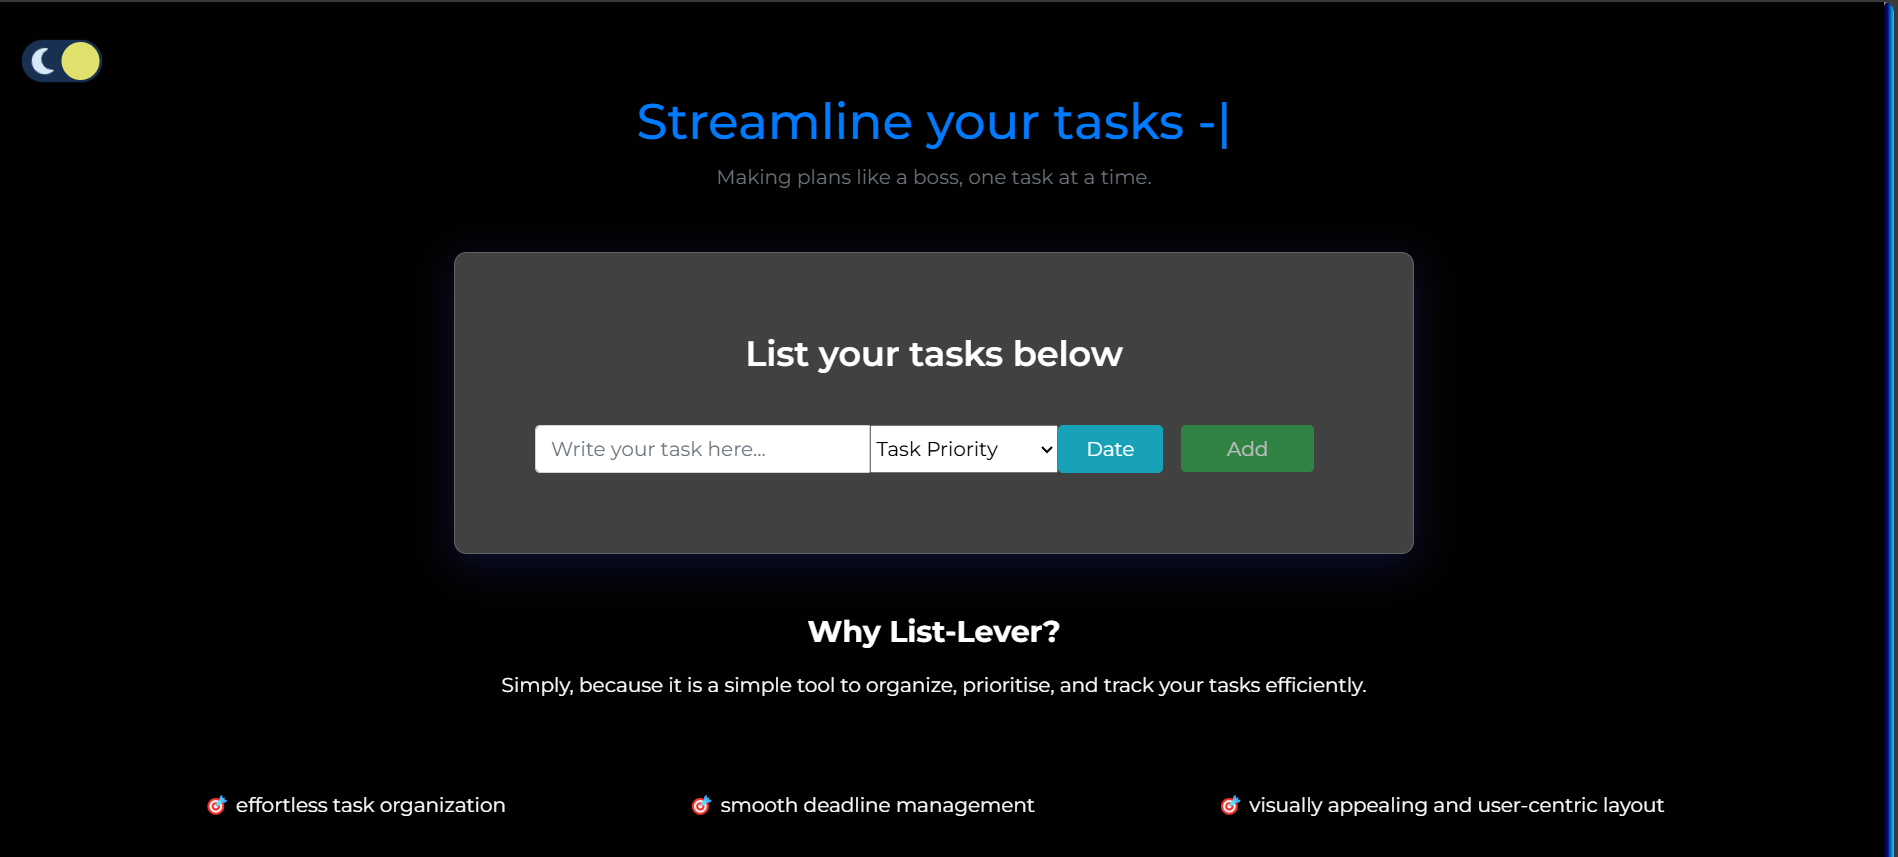 Streamline your tasks -|
Making plans like a boss, one task at a time.
List your tasks below
Write your task here... Task Priority Date Add
Why List-Lever?
Simply, because it is a simple tool to organize, prioritise, and track your tasks efficiently.
🎯 effortless task organization 🎯 smooth deadline management 🎯 visually appealing and user-centric layout